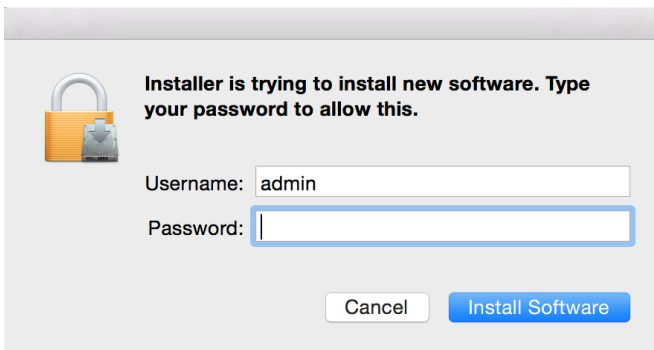 Installer is trying to install new software. Type
your password to allow this.
Username: admin
Password:
Cancel Install Software